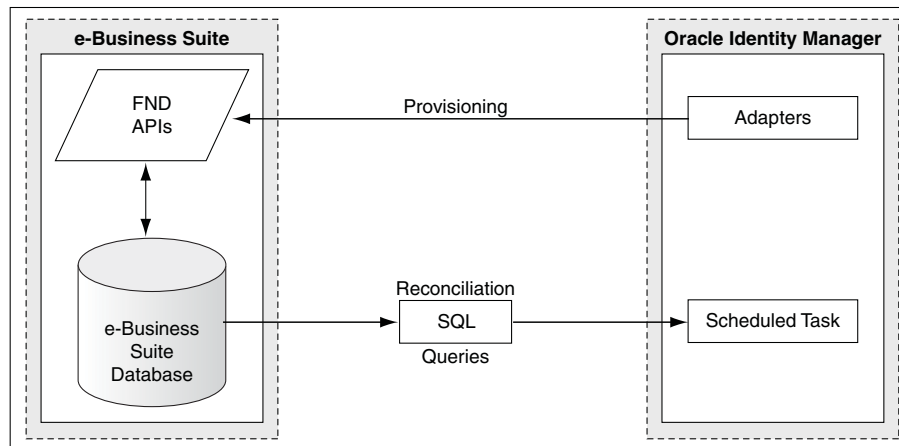 e-Business Suite
Oracle Identity Manager
FND
APIs
Provisioning
Adapters
Reconciliation
SQL
Queries
Scheduled Task
e-Business
Suite
Database